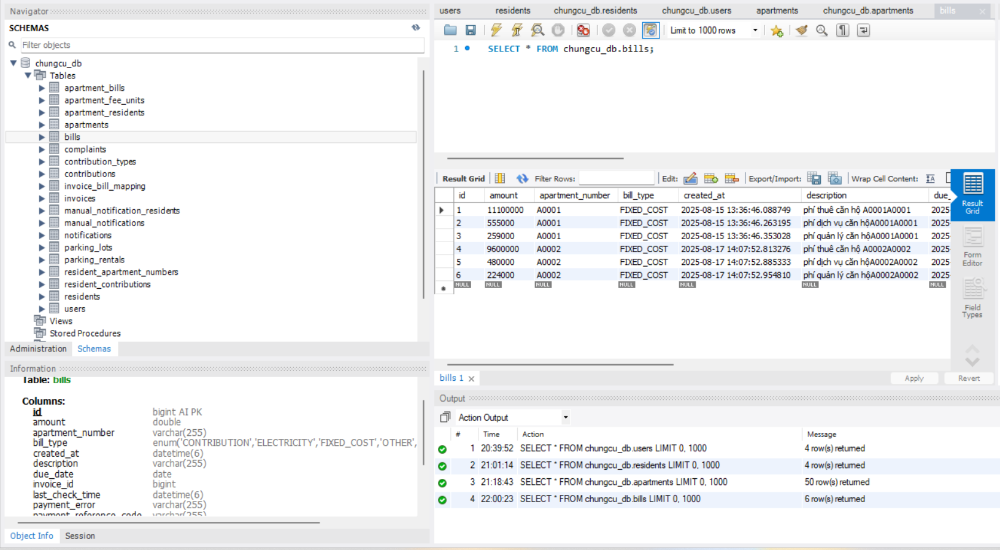 Navigator
SCHEMAS
Filter objects
chungcu_db
Tables
apartment_bills
apartment_fee_units
apartment_residents
apartments
bills
complaints
contribution_types
contributions
invoice_bill_mapping
invoices
manual_notification_residents
manual_notifications
notifications
parking_lots
parking_rentals
resident_apartment_numbers
resident_contributions
residents
users
Views
Stored Procedures
Administration Schemas
Information
Table: bills
Columns:
id bigint AI PK
amount double
apartment_number varchar(255)
bill_type enum('CONTRIBUTION','ELECTRICITY','FIXED_COST','OTHER',
created_at datetime(6)
description varchar(255)
due_date date
invoice_id bigint
last_check_time datetime(6)
payment_error varchar(255)
payment_reference_code varchar(255)
Object Info Session
users residents chungcu_db.residents chungcu_db.users apartments chungcu_db.apartments bills
Limit to 1000 rows
1 SELECT * FROM chungcu_db.bills;
Result Grid Filter Rows: Edit: Export/Import: Wrap Cell Content:
id amount apartment_number bill_type created_at description due_
1 11100000 A0001 FIXED_COST 2025-08-15 13:36:46.088749 phí thuê căn hộ A0001A0001 2025-
2 555000 A0001 FIXED_COST 2025-08-15 13:36:46.263195 phí dịch vụ căn hộA0001A0001 2025-
3 259000 A0001 FIXED_COST 2025-08-15 13:36:46.353028 phí quản lý căn hộA0001A0001 2025-
4 9600000 A0002 FIXED_COST 2025-08-17 14:07:52.813276 phí thuê căn hộ A0002A0002 2025-
5 480000 A0002 FIXED_COST 2025-08-17 14:07:52.885333 phí dịch vụ căn hộA0002A0002 2025-
6 224000 A0002 FIXED_COST 2025-08-17 14:07:52.954810 phí quản lý căn hộA0002A0002 2025-
NULL NULL NULL NULL NULL NULL NULL
Result
Grid
Form
Editor
Field
Types
bills 1 Apply Revert
Output
Action Output
# Time Action Message
1 20:39:52 SELECT * FROM chungcu_db.users LIMIT 0, 1000 4 row(s) returned
2 21:01:14 SELECT * FROM chungcu_db.residents LIMIT 0, 1000 4 row(s) returned
3 21:18:43 SELECT * FROM chungcu_db.apartments LIMIT 0, 1000 50 row(s) returned
4 22:00:23 SELECT * FROM chungcu_db.bills LIMIT 0, 1000 6 row(s) returned